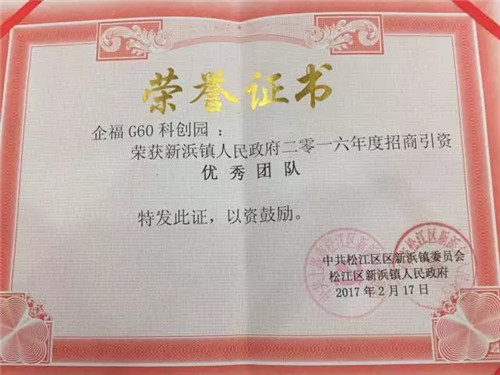 荣誉证书
企福G60科创园：
荣获新浜镇人民政府二零一六年度招商引资
优秀团队
特发此证，以资鼓励。
中共松江区区新浜镇委员会
松江区新浜镇人民政府
2017年2月17日